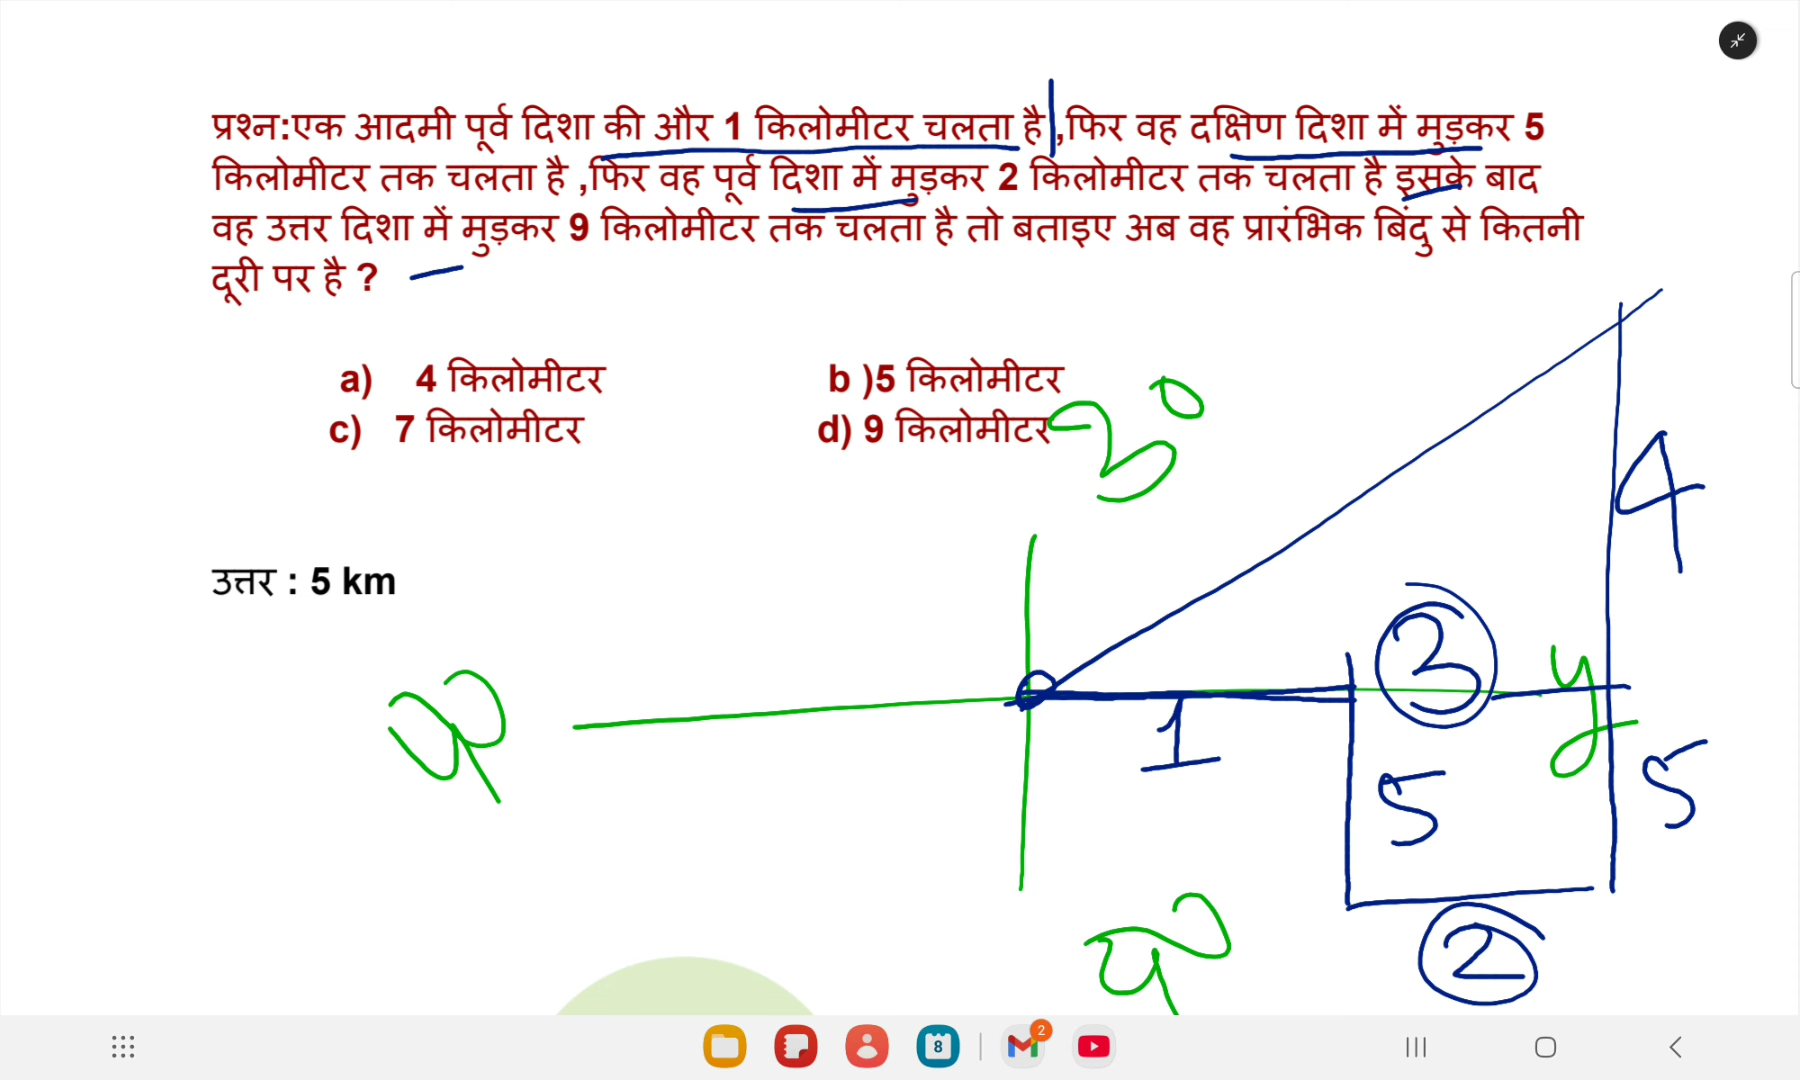 प्रश्न:एक आदमी पूर्व दिशा की और 1 किलोमीटर चलता है ,फिर वह दक्षिण दिशा में मुड़कर 5
किलोमीटर तक चलता है ,फिर वह पूर्व दिशा में मुड़कर 2 किलोमीटर तक चलता है इसके बाद
वह उत्तर दिशा में मुड़कर 9 किलोमीटर तक चलता है तो बताइए अब वह प्रारंभिक बिंदु से कितनी
दूरी पर है ?
a) 4 किलोमीटर
b )5 किलोमीटर
c) 7 किलोमीटर
d) 9 किलोमीटर
4
उत्तर : 5 km
3
1
5
5
2
8
2